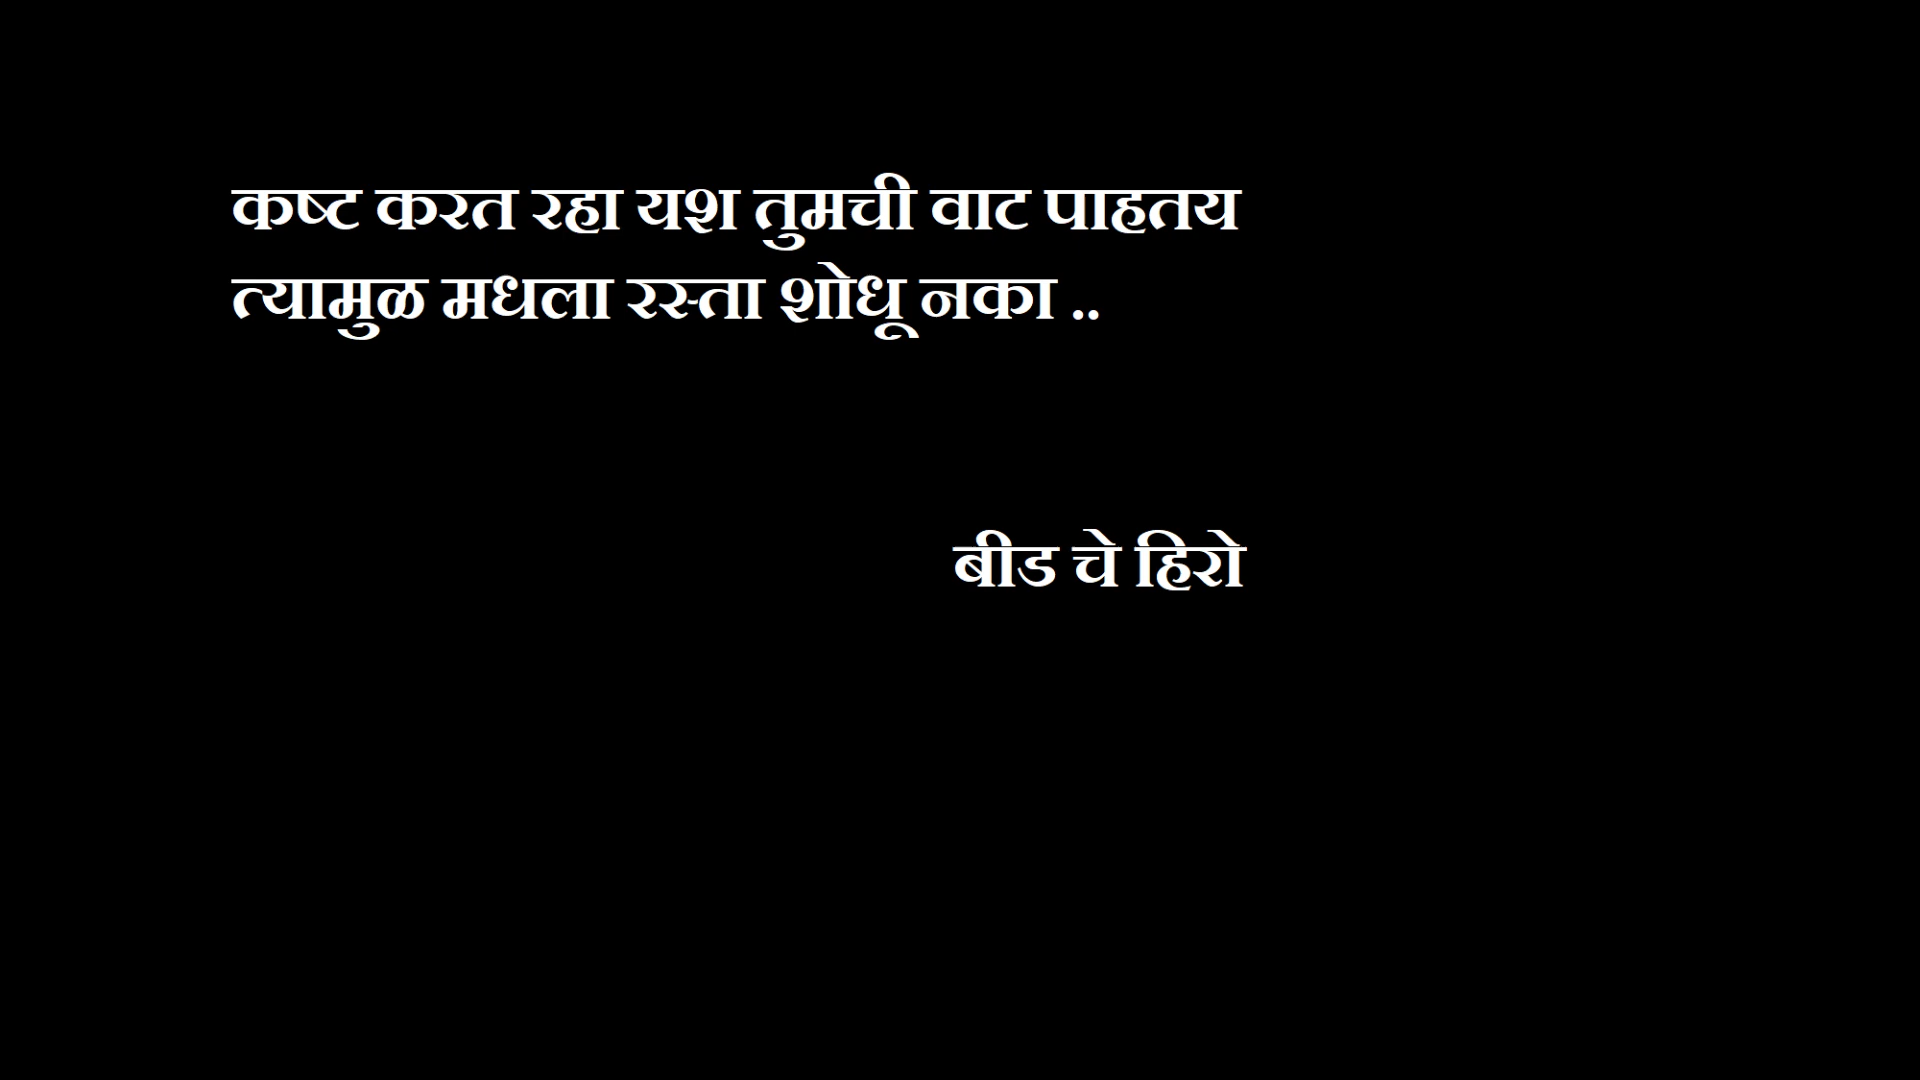 कष्ट करत रहा यश तुमची वाट पाहतय
त्यामुळ मधला रस्ता शोधू नका ..
बीड चे हिरो